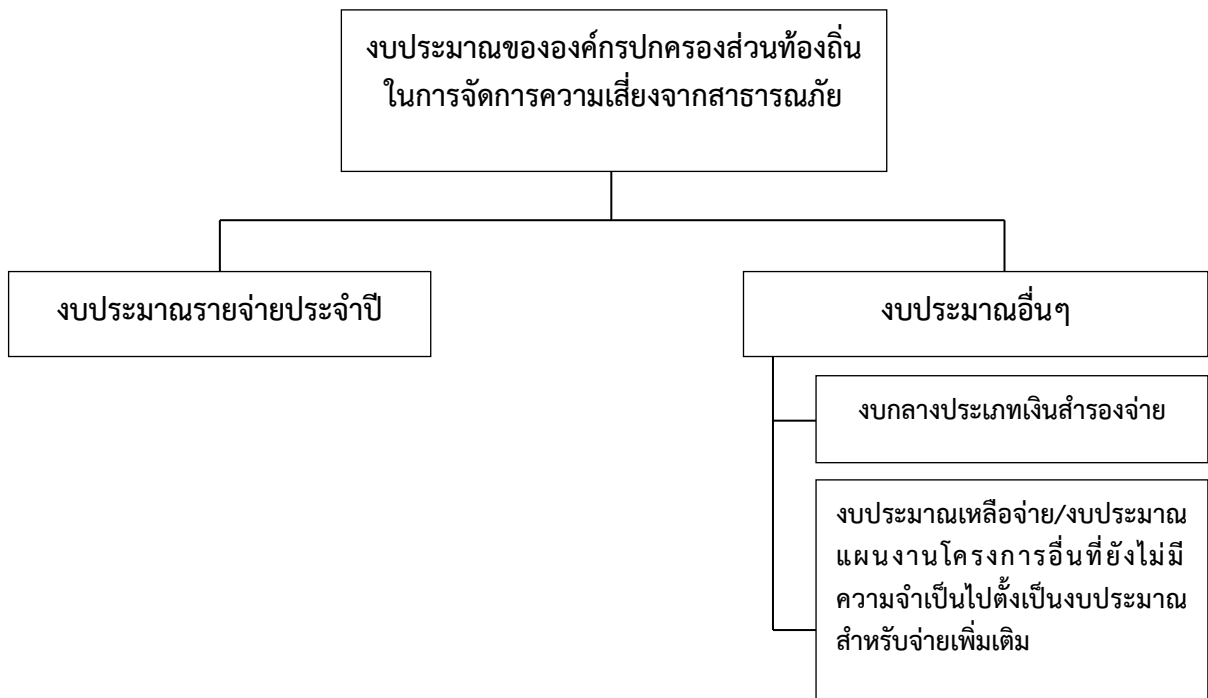 งบประมาณขององค์กรปกครองส่วนท้องถิ่น
ในการจัดการความเสี่ยงจากสาธารณภัย
งบประมาณรายจ่ายประจำปี
งบประมาณอื่นๆ
งบกลางประเภทเงินสำรองจ่าย
งบประมาณเหลือจ่าย/งบประมาณ
แผนงานโครงการอื่นที่ยังไม่มี
ความจำเป็นไปตั้งเป็นงบประมาณ
สำหรับจ่ายเพิ่มเติม